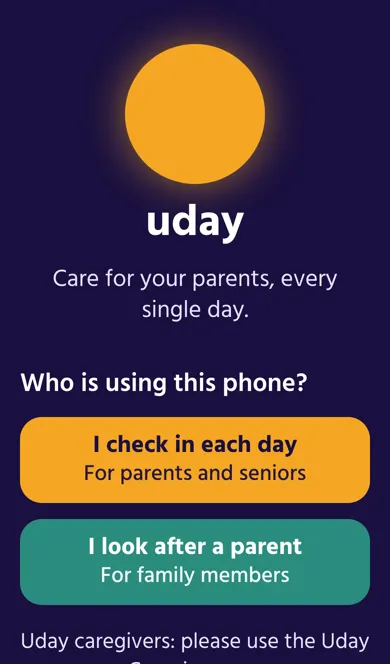 uday
Care for your parents, every
single day.
Who is using this phone?
I check in each day
For parents and seniors
I look after a parent
For family members
Uday caregivers: please use the Uday